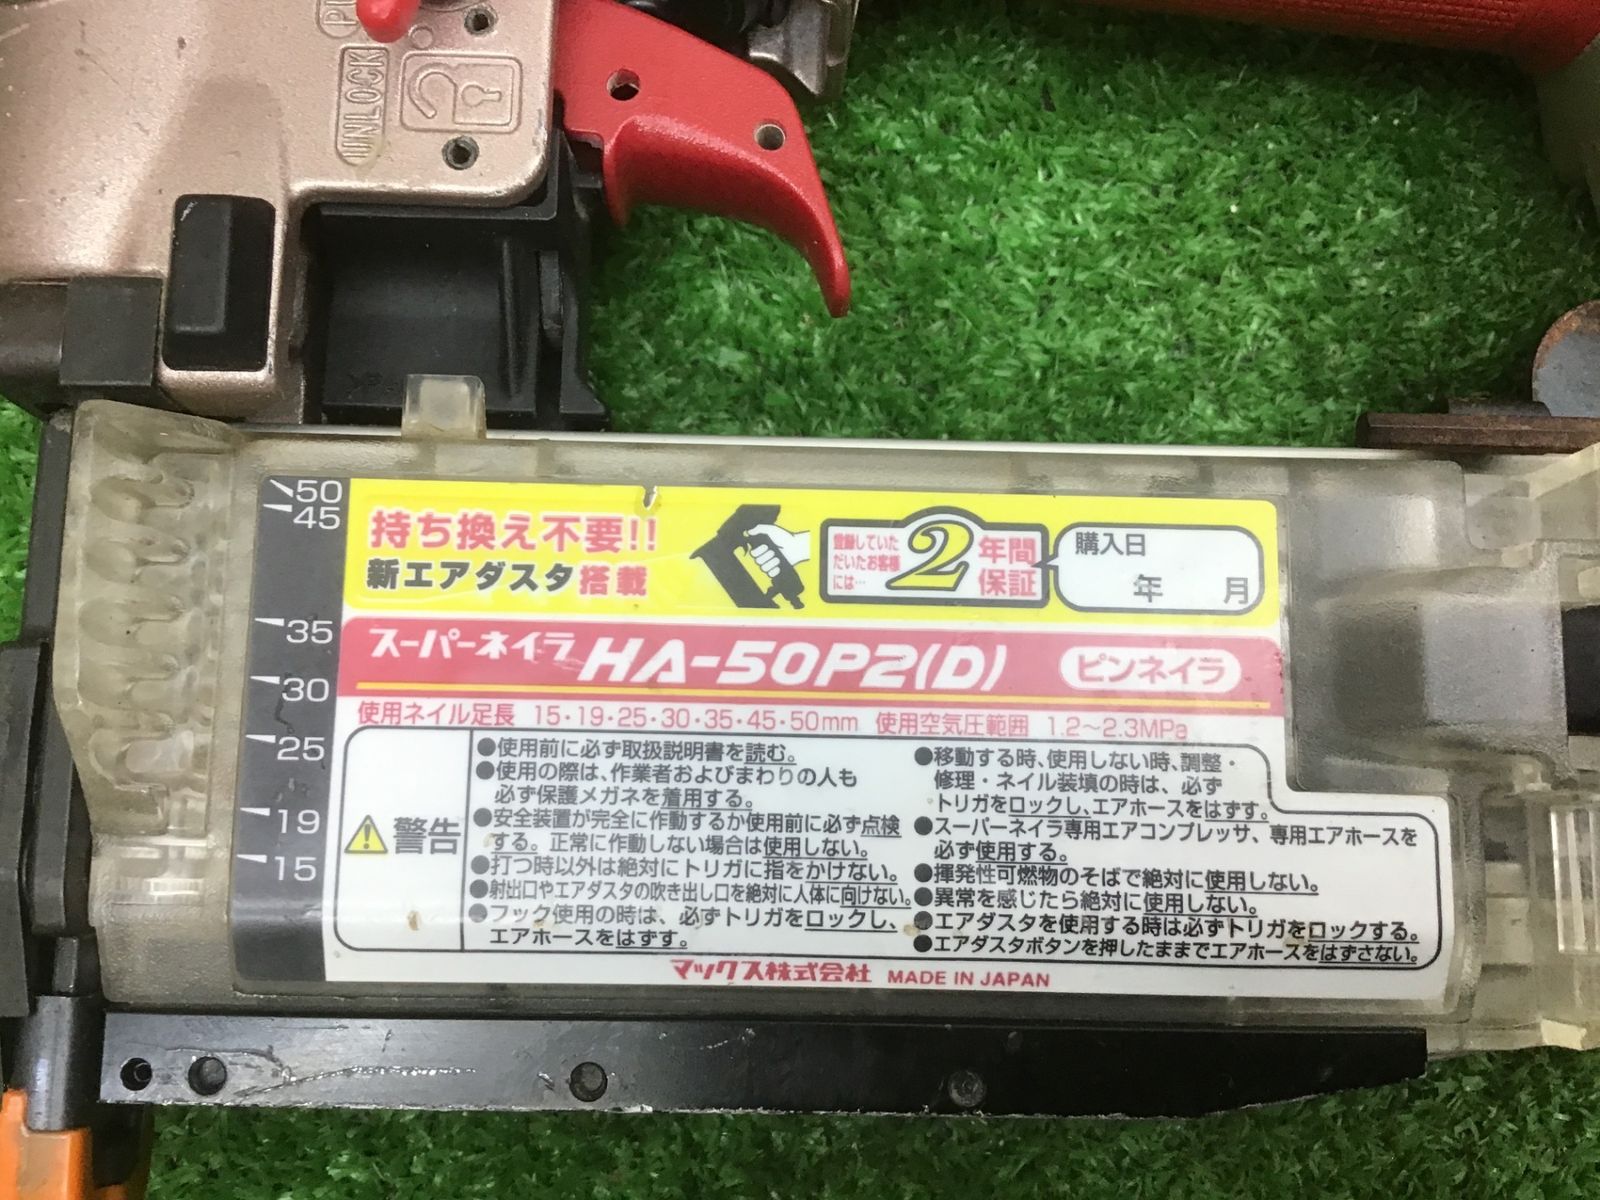 UNLOCK
50
45
35
30
25
19
15
持ち換え不要!!
新エアダスタ搭載
登録していた
だいたお客様
には…
2年間
保証
購入日
年 月
スーパーネイラ HA-50P2(D) ピンネイラ
使用ネイル足長 15・19・25・30・35・45・50mm 使用空気圧範囲 1.2〜2.3MPa
警告
●使用前に必ず取扱説明書を読む。
●使用の際は、作業者およびまわりの人も
必ず保護メガネを着用する。
●安全装置が完全に作動するか使用前に必ず点検
する。正常に作動しない場合は使用しない。
●打つ時以外は絶対にトリガに指をかけない。
●射出口やエアダスタの吹き出し口を絶対に人体に向けない。
●フック使用の時は、必ずトリガをロックし、
エアホースをはずす。
●移動する時、使用しない時、調整・
修理・ネイル装填の時は、必ず
トリガをロックし、エアホースをはずす。
●スーパーネイラ専用エアコンプレッサ、専用エアホースを
必ず使用する。
●揮発性可燃物のそばで絶対に使用しない。
●異常を感じたら絶対に使用しない。
●エアダスタを使用する時は必ずトリガをロックする。
●エアダスタボタンを押したままでエアホースをはずさない。
マックス株式会社 MADE IN JAPAN